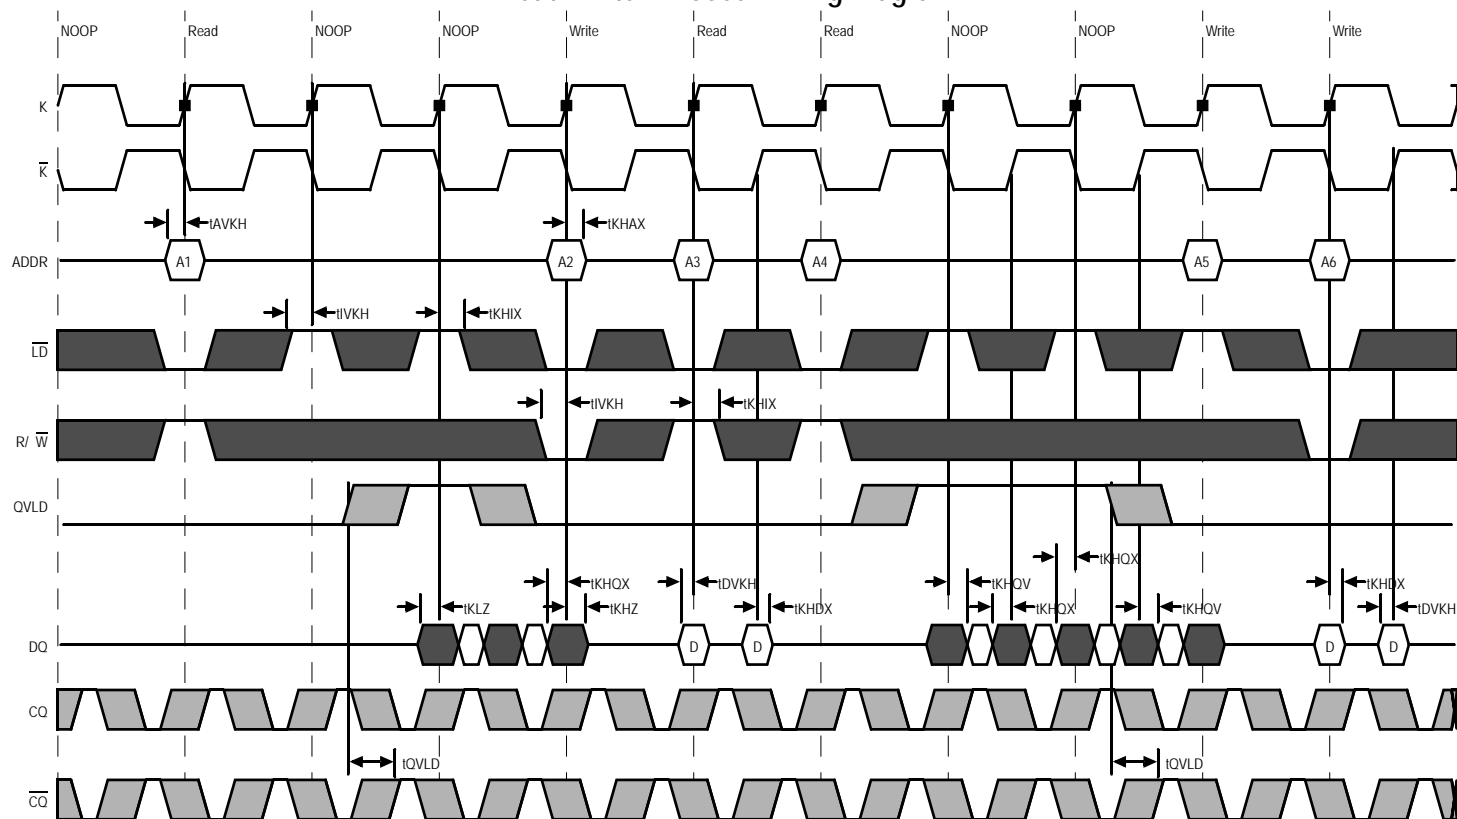 NOOP Read NOOP NOOP Write Read Read NOOP NOOP Write Write
K
K̅
tAVKH tKHAX
ADDR A1 A2 A3 A4 A5 A6
tIVKH tKHIX
L̅D̅
tIVKH tKHIX
R/ W̅
QVLD
tKHQX
tKHQX tDVKH tKHQV tKHDX
tKLZ tKHZ tKHDX tKHQX tKHQV tDVKH
DQ D D D D
CQ
tQVLD tQVLD
C̅Q̅